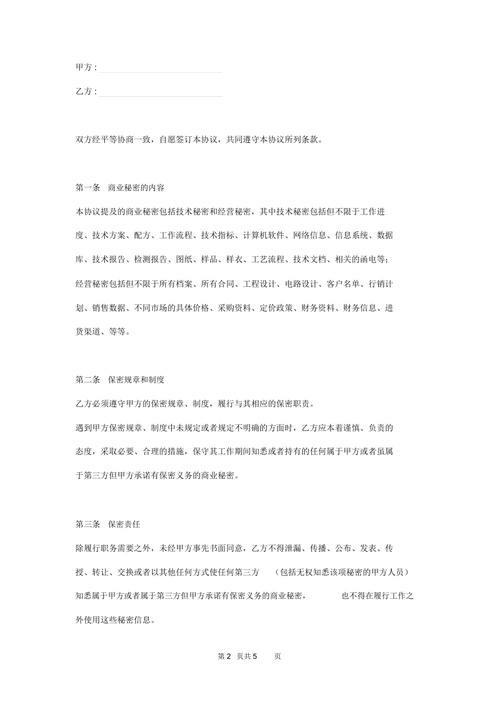 甲方 :
乙方 :
双方经平等协商一致，自愿签订本协议，共同遵守本协议所列条款。
第一条 商业秘密的内容
本协议提及的商业秘密包括技术秘密和经营秘密，其中技术秘密包括但不限于工作进
度、技术方案、配方、工作流程、技术指标、计算机软件、网络信息、信息系统、数据
库、技术报告、检测报告、图纸、样品、样衣、工艺流程、技术文档、相关的函电等;
经营秘密包括但不限于所有档案、所有合同、工程设计、电路设计、客户名单、行销计
划、销售数据、不同市场的具体价格、采购资料、定价政策、财务资料、财务信息、进
货渠道、等等。
第二条 保密规章和制度
乙方必须遵守甲方的保密规章、制度，履行与其相应的保密职责。
遇到甲方保密规章、制度中未规定或者规定不明确的方面时，乙方应本着谨慎、负责的
态度，采取必要、合理的措施，保守其工作期间知悉或者持有的任何属于甲方或者虽属
于第三方但甲方承诺有保密义务的商业秘密。
第三条 保密责任
除履行职务需要之外，未经甲方事先书面同意，乙方不得泄漏、传播、公布、发表、传
授、转让、交换或者以其他任何方式使任何第三方 （包括无权知悉该项秘密的甲方人员）
知悉属于甲方或者属于第三方但甲方承诺有保密义务的商业秘密， 也不得在履行工作之
外使用这些秘密信息。
第 2 页共 5 页